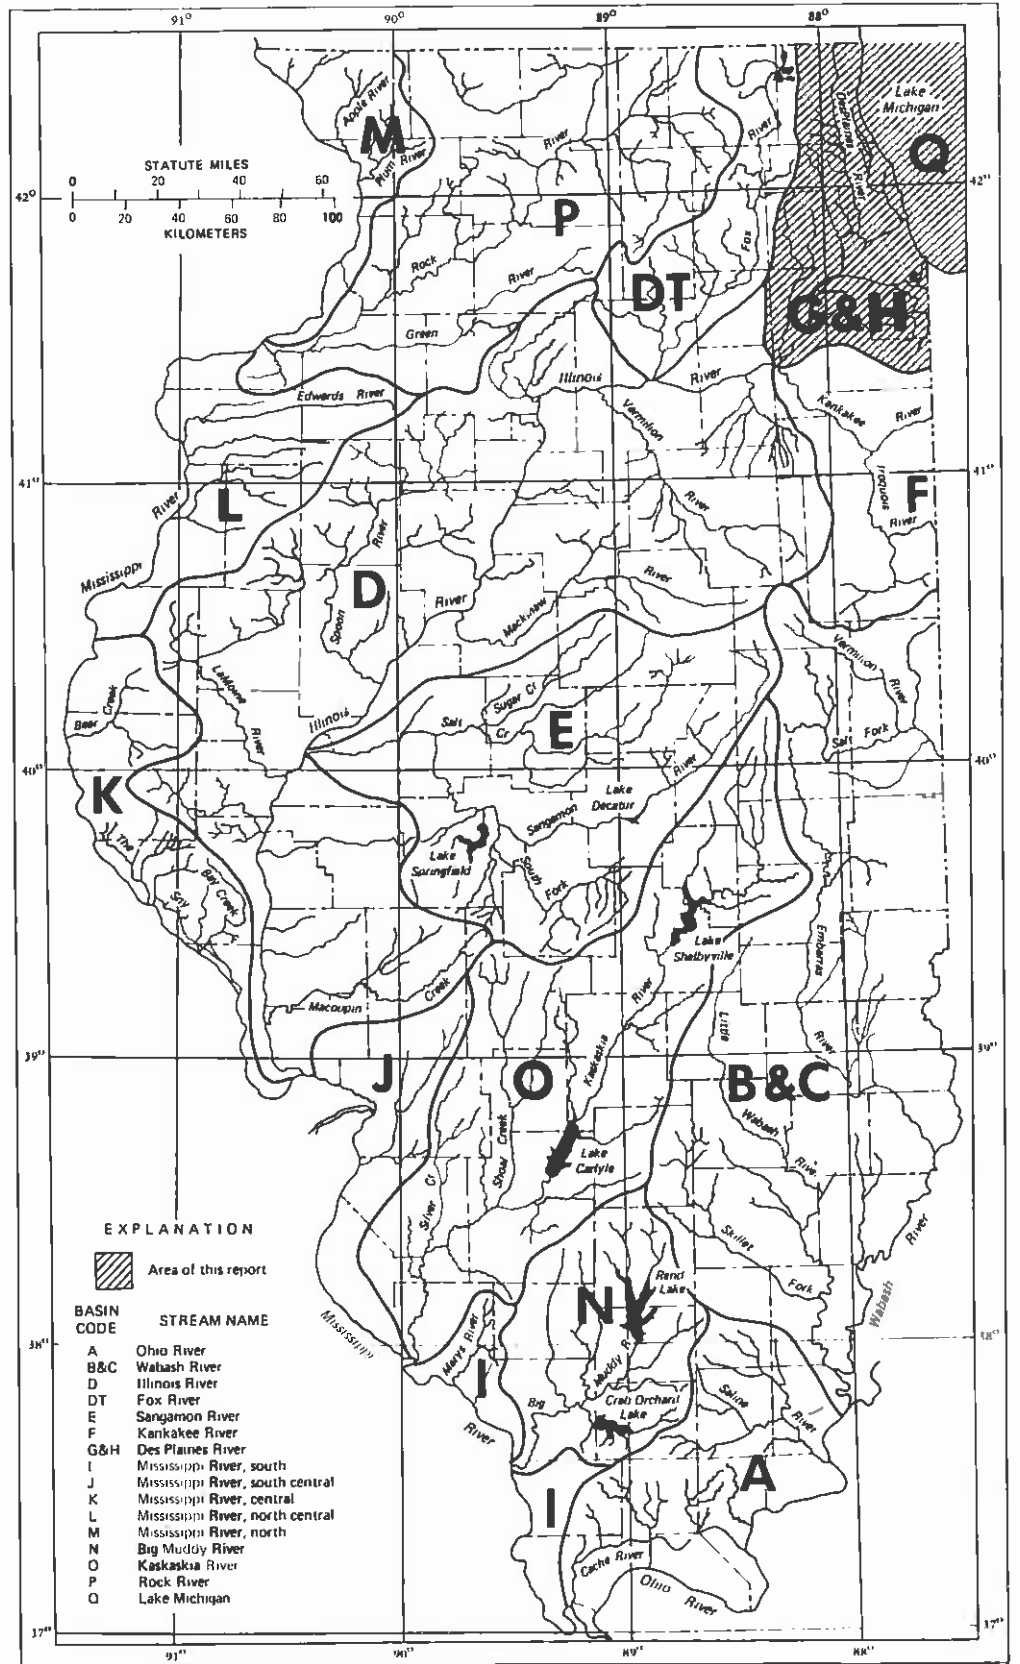 91° 90° 89° 88°
Lake
Michigan
Apple River
M
Plum River
River
River
Des Plaines
River
Q
STATUTE MILES
0 20 40 60
42° 42°
0 20 40 60 80 100
KILOMETERS
P
Fox
Rock
River
DT
G&H
Green
Illinois
River
Edwards River
Vermilion
Kankakee
River
41° 41°
L
River
River
River
Iroquois
River
F
Mississippi
D
Spoon
River
Mackinaw
River
LaMoine
River
Vermilion
River
Bear Creek
Illinois
Sugar Cr
Salt
Cr
E
Salt Fork
River
40° 40°
K
Lake
Decatur
Sangamon
The
Sny
Bay Creek
Lake
Springfield
South
Fork
Lake
Shelbyville
Embarras
River
Macoupin
Creek
River
Kaskaskia
Little
39° 39°
J
O
B&C
Wabash
River
Shoal Creek
Lake
Carlyle
Silver Cr
Skillet
Fork
River
Wabash
EXPLANATION
Area of this report
Rend
Lake
N
BASIN
CODE STREAM NAME
A Ohio River
B&C Wabash River
D Illinois River
DT Fox River
E Sangamon River
F Kankakee River
G&H Des Plaines River
I Mississippi River, south
J Mississippi River, south central
K Mississippi River, central
L Mississippi River, north central
M Mississippi River, north
N Big Muddy River
O Kaskaskia River
P Rock River
Q Lake Michigan
Mississippi
River
38° 38°
Marys River
I
Big
Muddy R
Crab Orchard
Lake
Saline
River
A
I
Cache River
Ohio
River
37° 37°
91° 90° 89° 88°